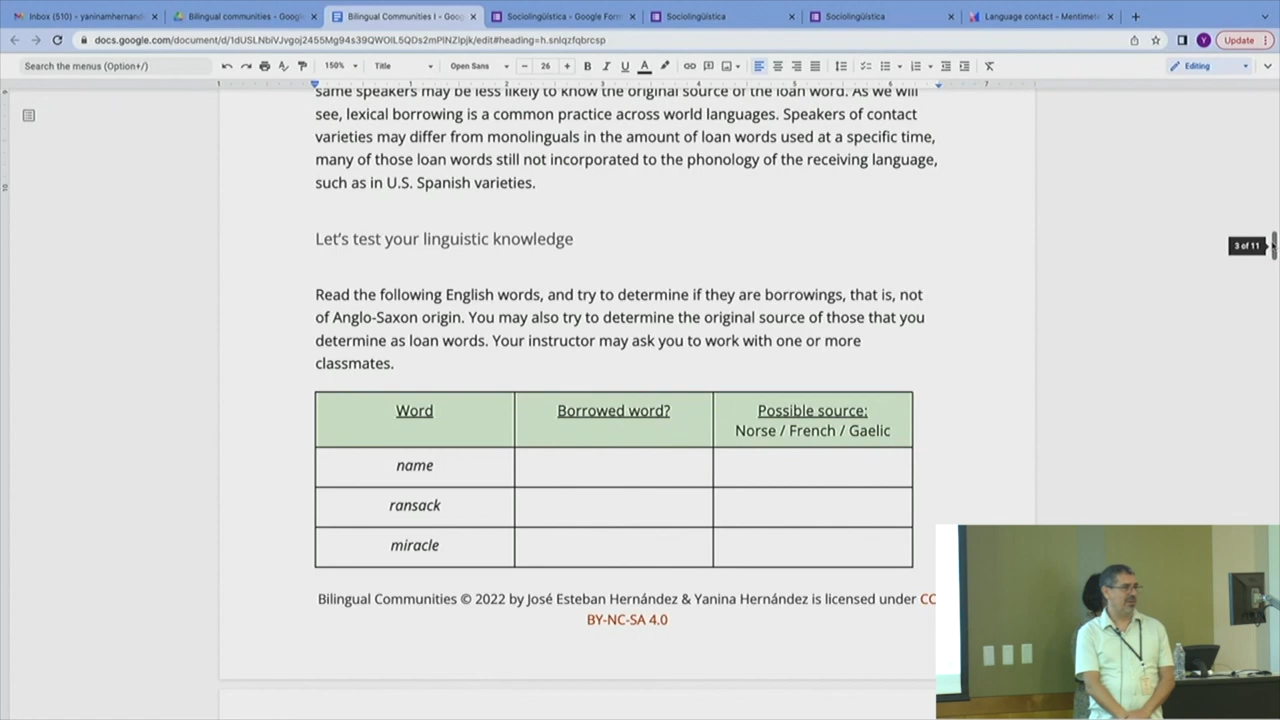 Inbox (510) - yaninamhernand
Bilingual communities - Google
Bilingual Communities I - Goog
Sociolingüística - Google Form
Sociolingüística
Sociolingüística
Language contact - Mentimete
Update
Search the menus (Option+/)
150%
Title
Open Sans
26
Editing
same speakers may be less likely to know the original source of the loan word. As we will
see, lexical borrowing is a common practice across world languages. Speakers of contact
varieties may differ from monolinguals in the amount of loan words used at a specific time,
many of those loan words still not incorporated to the phonology of the receiving language,
such as in U.S. Spanish varieties.
Let's test your linguistic knowledge
3 of 11
Read the following English words, and try to determine if they are borrowings, that is, not
of Anglo-Saxon origin. You may also try to determine the original source of those that you
determine as loan words. Your instructor may ask you to work with one or more
classmates.
Word
Borrowed word?
Possible source:
Norse / French / Gaelic
name
ransack
miracle
Bilingual Communities © 2022 by José Esteban Hernández & Yanina Hernández is licensed under CC
BY-NC-SA 4.0